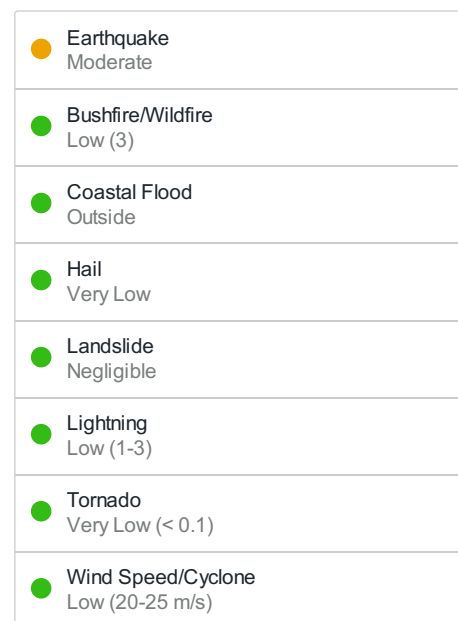 Earthquake
Moderate
Bushfire/Wildfire
Low (3)
Coastal Flood
Outside
Hail
Very Low
Landslide
Negligible
Lightning
Low (1-3)
Tornado
Very Low (< 0.1)
Wind Speed/Cyclone
Low (20-25 m/s)